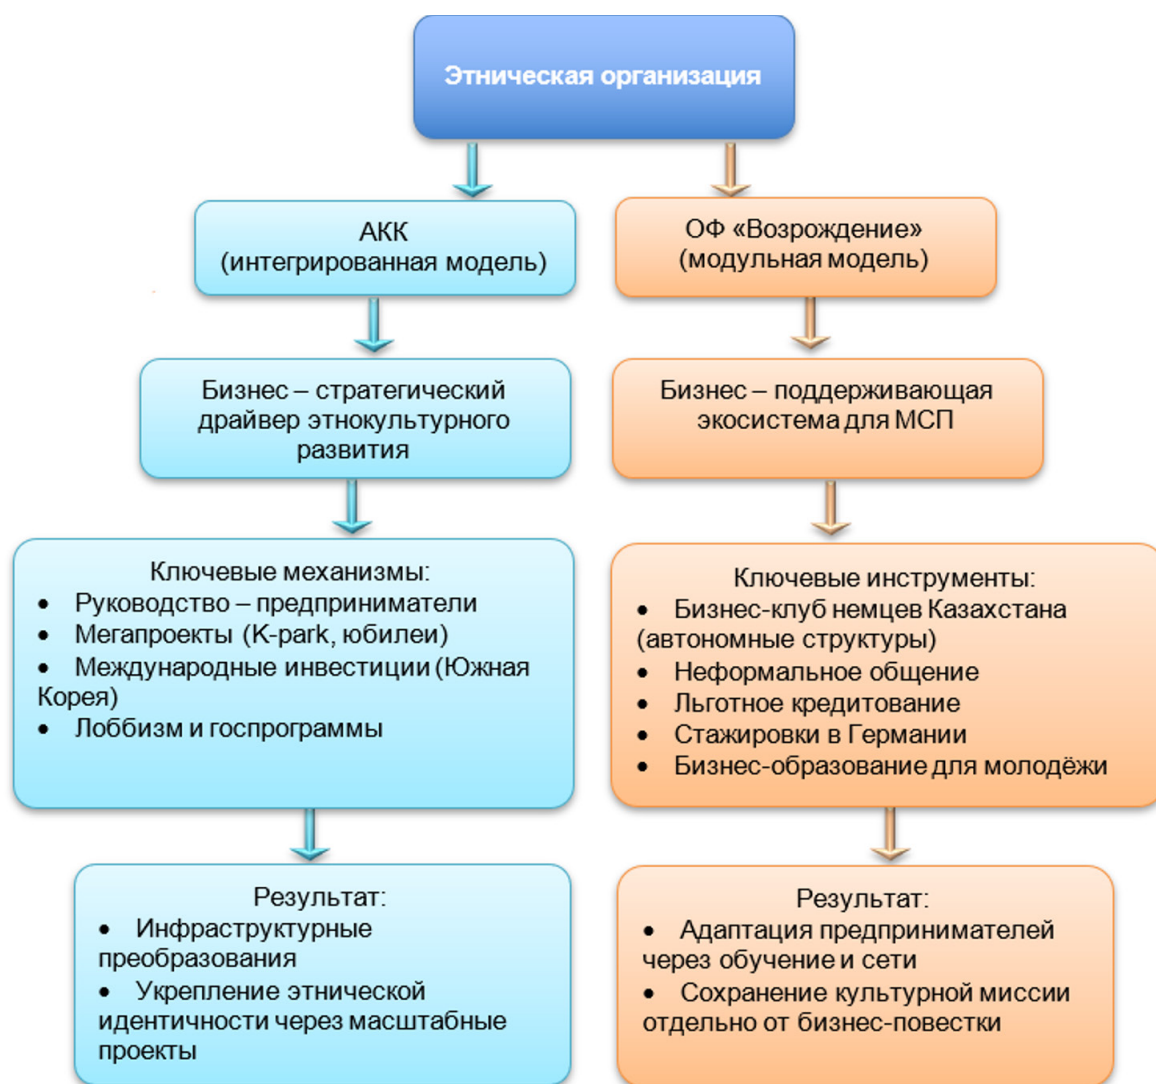 Этническая организация
АКК
(интегрированная модель)
ОФ «Возрождение»
(модульная модель)
Бизнес – стратегический
драйвер этнокультурного
развития
Бизнес – поддерживающая
экосистема для МСП
Ключевые механизмы:
• Руководство – предприниматели
• Мегапроекты (K-park, юбилеи)
• Международные инвестиции (Южная
Корея)
• Лоббизм и госпрограммы
Ключевые инструменты:
• Бизнес-клуб немцев Казахстана
(автономные структуры)
• Неформальное общение
• Льготное кредитование
• Стажировки в Германии
• Бизнес-образование для молодёжи
Результат:
• Инфраструктурные
преобразования
• Укрепление этнической
идентичности через масштабные
проекты
Результат:
• Адаптация предпринимателей
через обучение и сети
• Сохранение культурной миссии
отдельно от бизнес-повестки